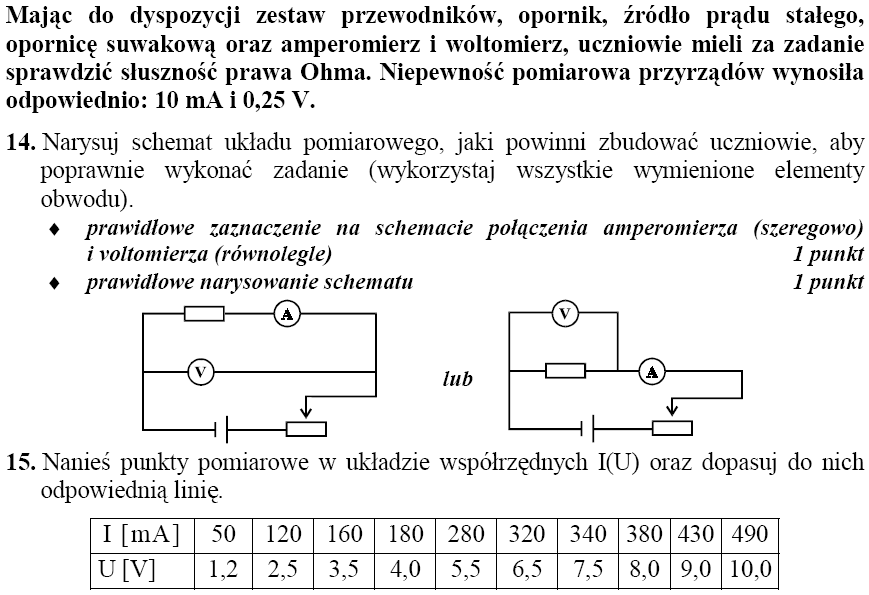 Mając do dyspozycji zestaw przewodników, opornik, źródło prądu stałego,
opornicę suwakową oraz amperomierz i woltomierz, uczniowie mieli za zadanie
sprawdzić słuszność prawa Ohma. Niepewność pomiarowa przyrządów wynosiła
odpowiednio: 10 mA i 0,25 V.
14. Narysuj schemat układu pomiarowego, jaki powinni zbudować uczniowie, aby
poprawnie wykonać zadanie (wykorzystaj wszystkie wymienione elementy
obwodu).
♦ prawidłowe zaznaczenie na schemacie połączenia amperomierza (szeregowo)
i woltomierza (równolegle) 1 punkt
♦ prawidłowe narysowanie schematu 1 punkt
A
V
lub
V
A
15. Nanieś punkty pomiarowe w układzie współrzędnych I(U) oraz dopasuj do nich
odpowiednią linię.
I [mA] 50 120 160 180 280 320 340 380 430 490
U [V] 1,2 2,5 3,5 4,0 5,5 6,5 7,5 8,0 9,0 10,0